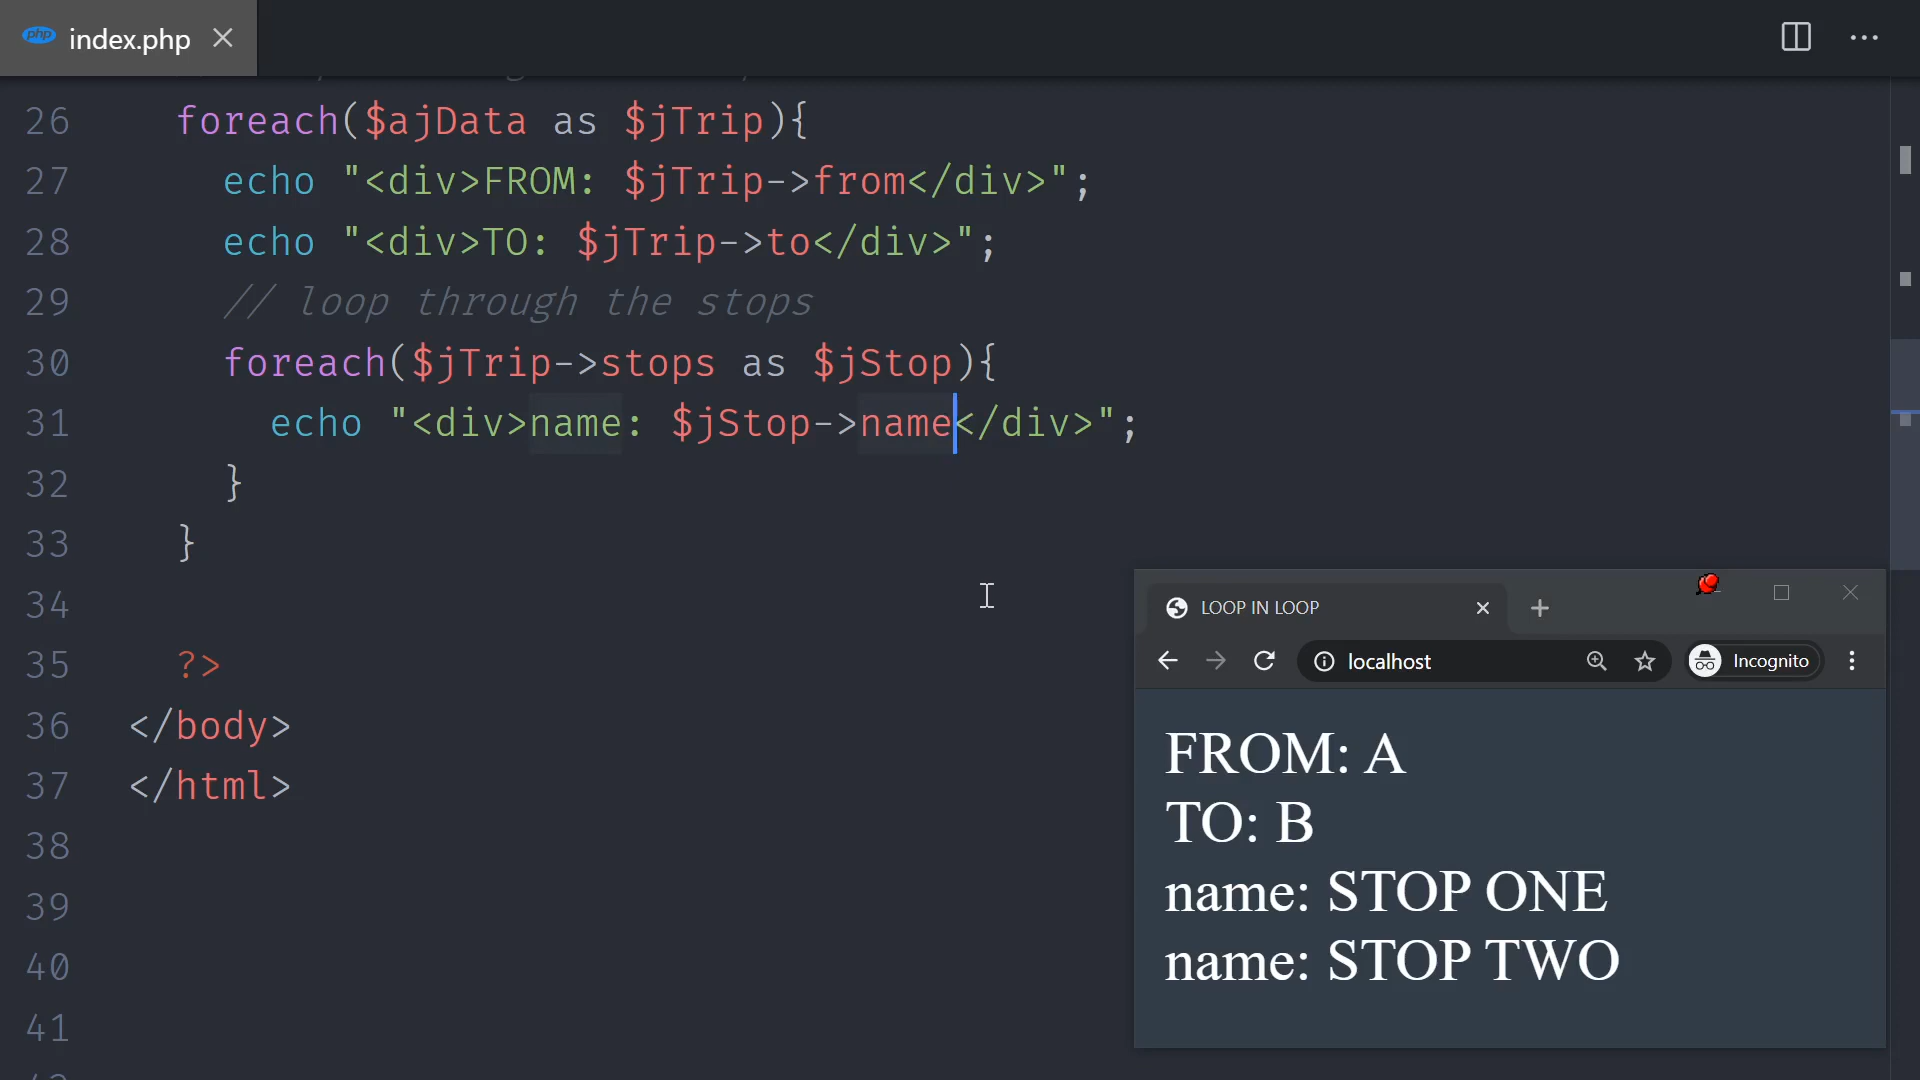 php index.php
26 foreach($ajData as $jTrip){
27 echo "<div>FROM: $jTrip->from</div>";
28 echo "<div>TO: $jTrip->to</div>";
29 // loop through the stops
30 foreach($jTrip->stops as $jStop){
31 echo "<div>name: $jStop->name</div>";
32 }
33 }
34
35 ?>
36 </body>
37 </html>
38
39
40
41
LOOP IN LOOP
localhost
Incognito
FROM: A
TO: B
name: STOP ONE
name: STOP TWO